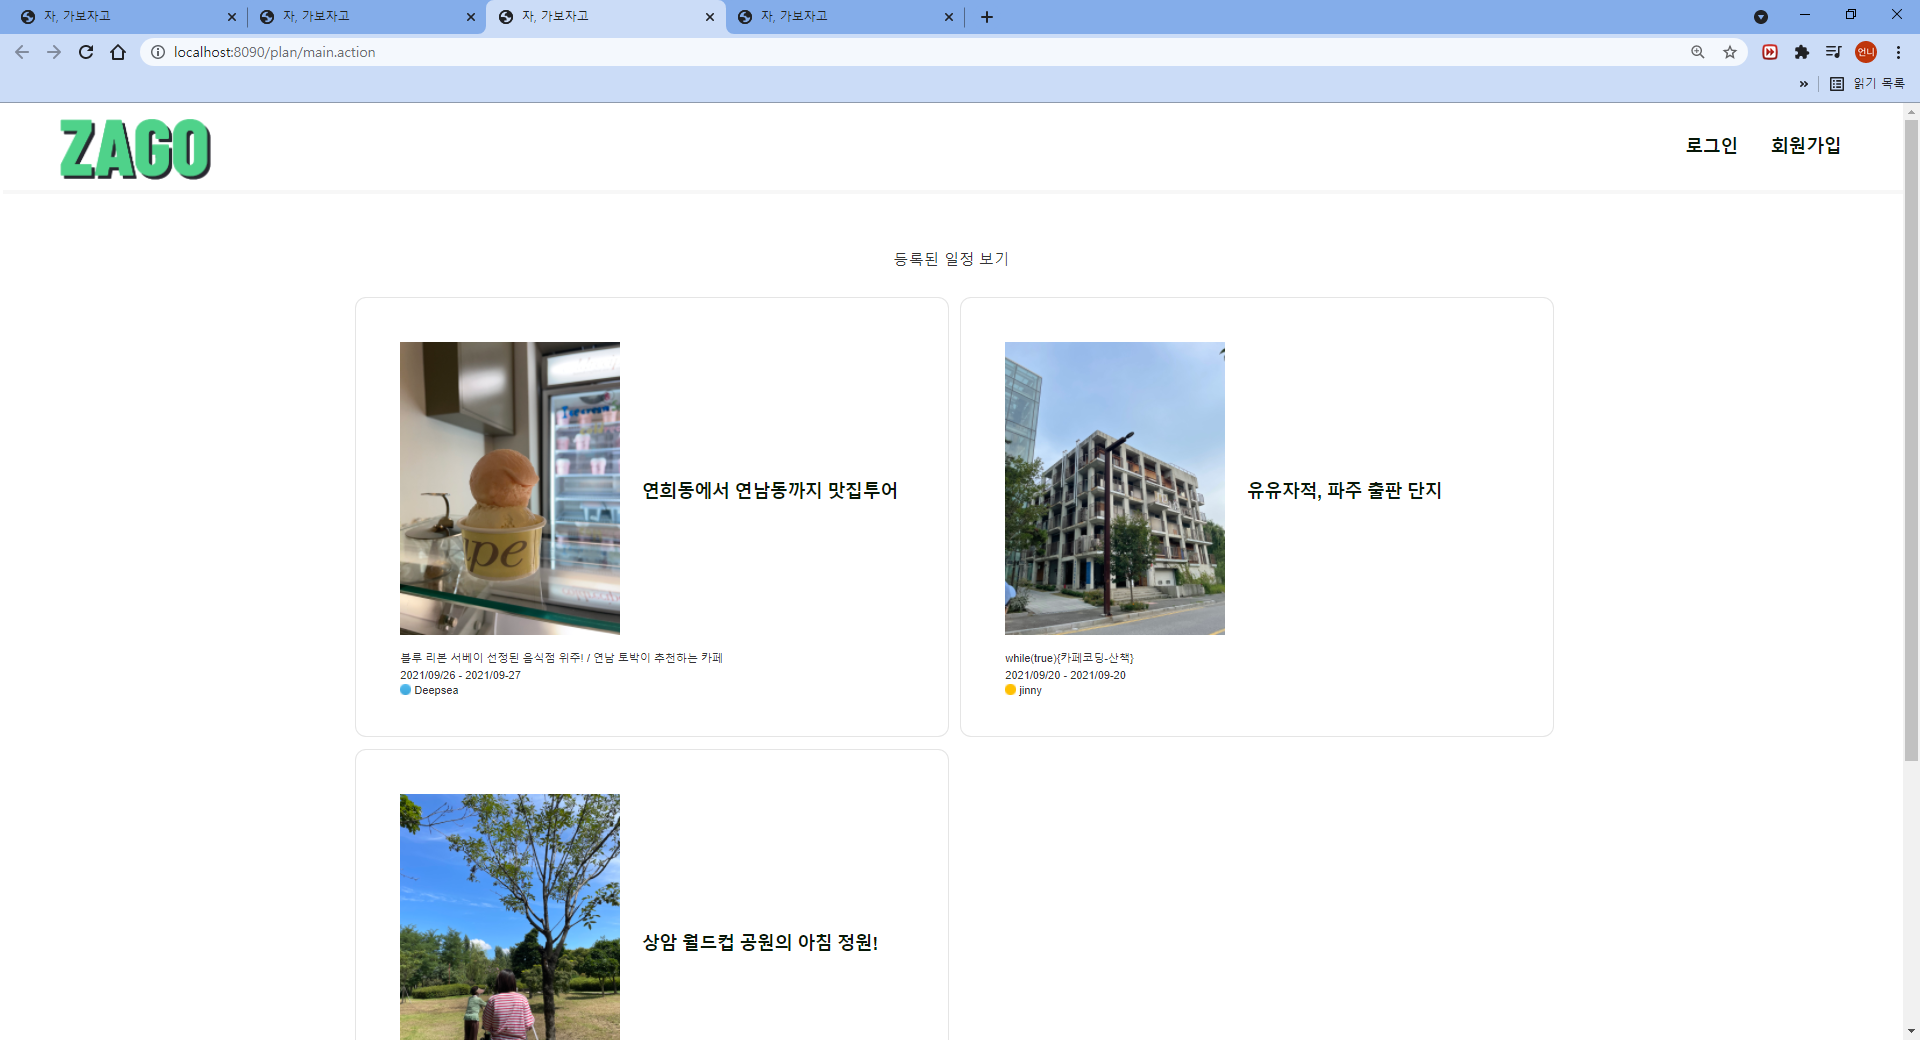 자, 가보자고
자, 가보자고
자, 가보자고
자, 가보자고
localhost:8090/plan/main.action
언니
» 읽기 목록
ZAGO
로그인 회원가입
등록된 일정 보기
Icecream
ape
연희동에서 연남동까지 맛집투어
블루 리본 서베이 선정된 음식점 위주! / 연남 토박이 추천하는 카페
2021/09/26 - 2021/09-27
Deepsea
유유자적, 파주 출판 단지
while(true){카페코딩-산책}
2021/09/20 - 2021/09-20
jinny
상암 월드컵 공원의 아침 정원!